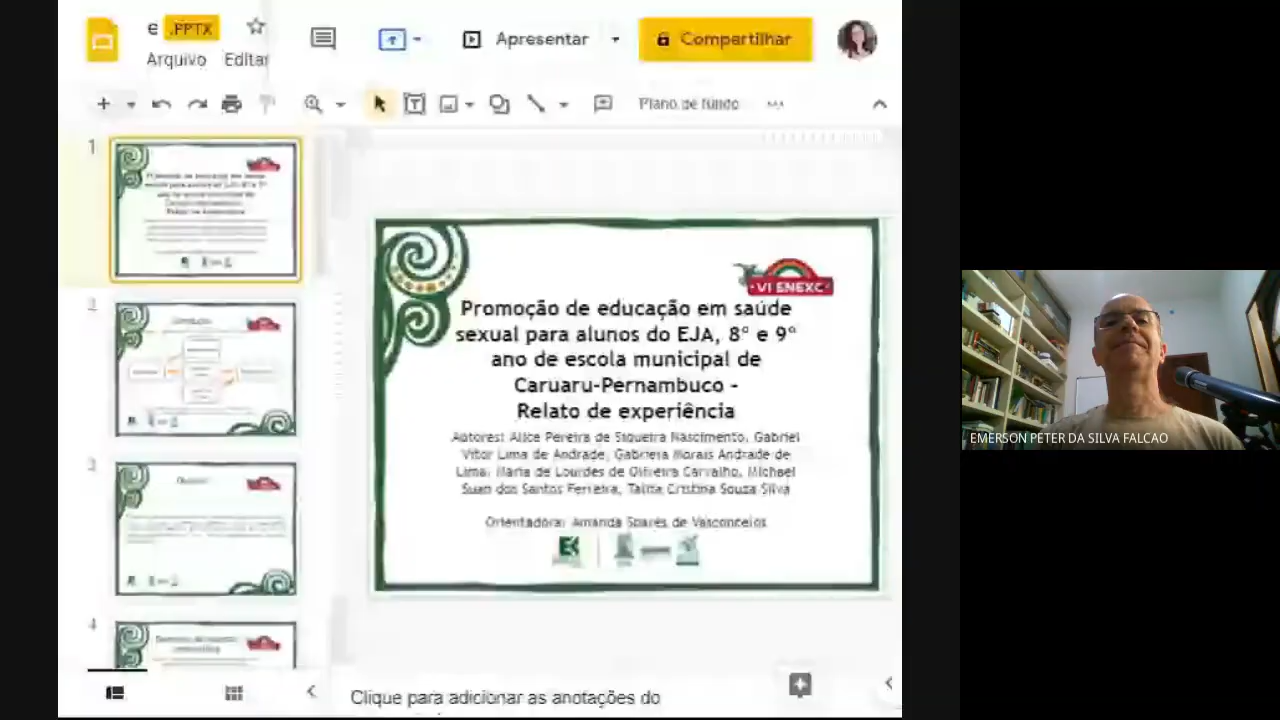 e .PPTX
Apresentar
Compartilhar
Arquivo Editar
Plano de fundo
1
2
3
4
VI ENEXC
Promoção de educação em saúde
sexual para alunos do EJA, 8º e 9º
ano de escola municipal de
Caruaru-Pernambuco -
Relato de experiência
Autores: Alice Pereira de Siqueira Nascimento, Gabriel
Vitor Lima de Andrade, Gabriela Morais Andrade de
Lima, Maria de Lourdes de Oliveira Carvalho, Michael
Suan dos Santos Ferreira, Talita Cristina Souza Silva
Orientadora: Amanda Soares de Vasconcelos
Clique para adicionar as anotações do
EMERSON PETER DA SILVA FALCAO